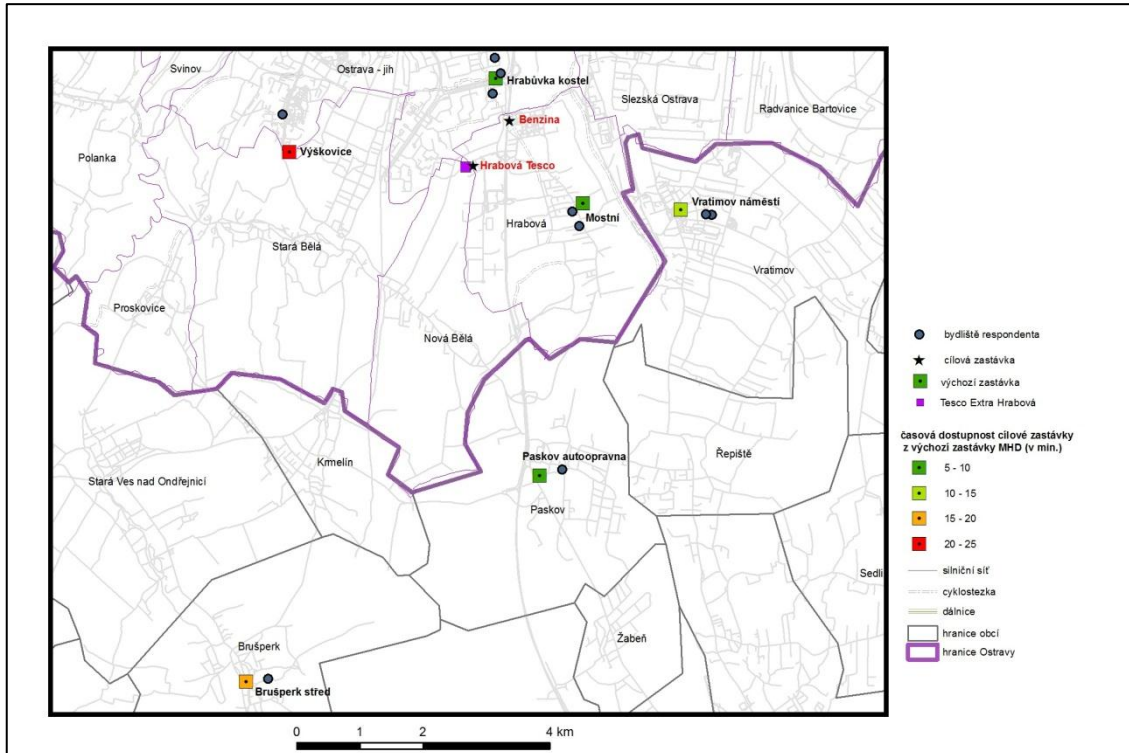 Svinov
Ostrava - jih
Hrabůvka kostel
Slezská Ostrava
Radvanice Bartovice
Benzina
Polanka
Výškovice
Hrabová Tesco
Vratimov náměstí
Mostní
Hrabová
Stará Bělá
Vratimov
Proskovice
Nová Bělá
Krmelín
Paskov autoopravna
Řepiště
Stará Ves nad Ondřejnicí
Paskov
Sedli
Žabeň
Brušperk
Brušperk střed
bydliště respondenta
cílová zastávka
výchozí zastávka
Tesco Extra Hrabová
časová dostupnost cílové zastávky
z výchozí zastávky MHD (v min.)
5 - 10
10 - 15
15 - 20
20 - 25
silniční síť
cyklostezka
dálnice
hranice obcí
hranice Ostravy
0 1 2 4 km